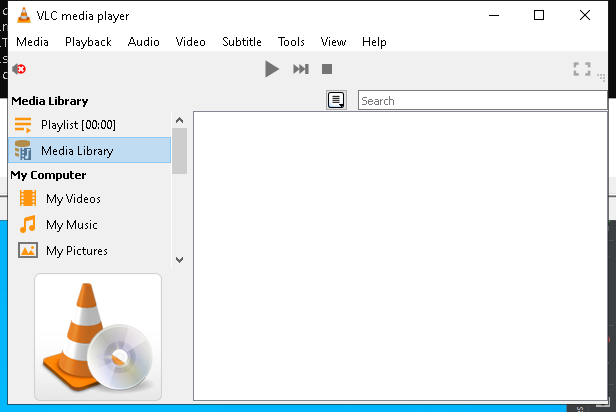 VLC media player
Media Playback Audio Video Subtitle Tools View Help
Media Library
Search
Playlist [00:00]
Media Library
My Computer
My Videos
My Music
My Pictures